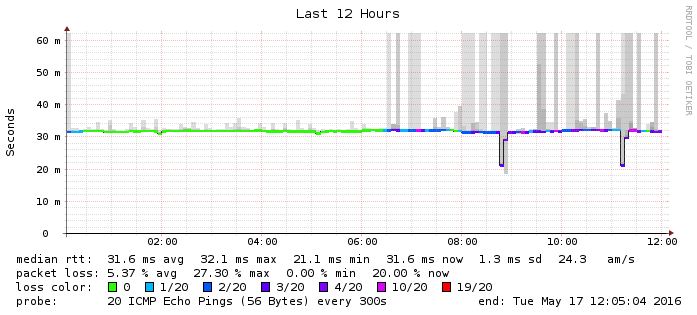 Last 12 Hours
RRDTOOL / TOBI OETIKER
Seconds
60 m
50 m
40 m
30 m
20 m
10 m
0
02:00 04:00 06:00 08:00 10:00 12:00
median rtt: 31.6 ms avg 32.1 ms max 21.1 ms min 31.6 ms now 1.3 ms sd 24.3 am/s
packet loss: 5.37 % avg 27.30 % max 0.00 % min 20.00 % now
loss color: 0 1/20 2/20 3/20 4/20 10/20 19/20
probe: 20 ICMP Echo Pings (56 Bytes) every 300s end: Tue May 17 12:05:04 2016